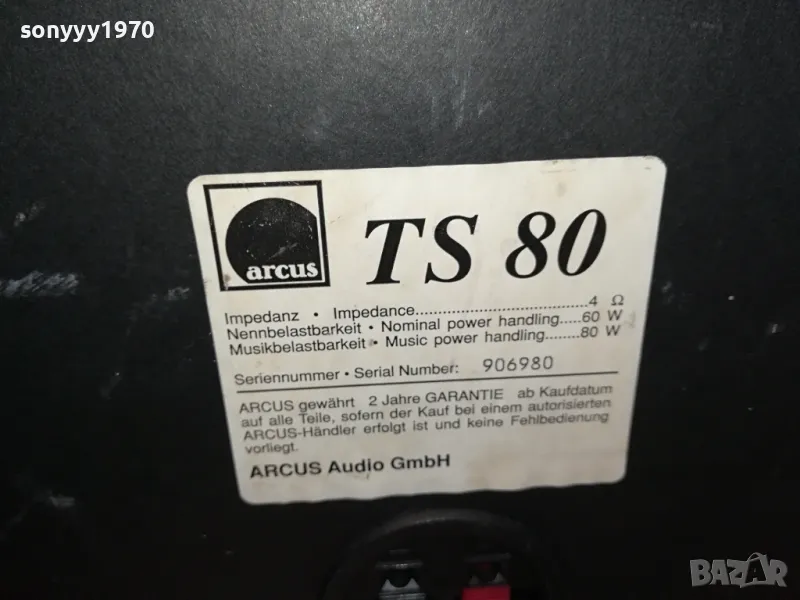 sonyyy1970
arcus
TS 80
Impedanz • Impedance........................................4 Ω
Nennbelastbarkeit • Nominal power handling.....60 W
Musikbelastbarkeit • Music power handling........80 W
Seriennummer • Serial Number: 906980
ARCUS gewährt 2 Jahre GARANTIE ab Kaufdatum
auf alle Teile, sofern der Kauf bei einem autorisierten
ARCUS-Händler erfolgt ist und keine Fehlbedienung
vorliegt.
ARCUS Audio GmbH
BAZAR